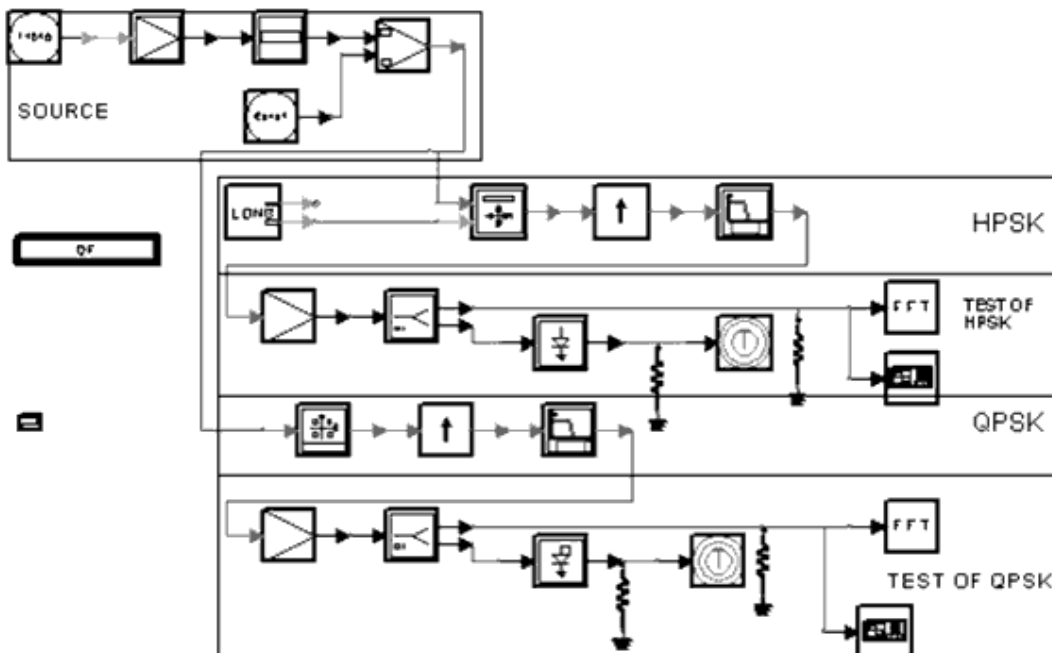 SOURCE
LONG
HPSK
DF
FFT
TEST OF
HPSK
QPSK
FFT
TEST OF QPSK